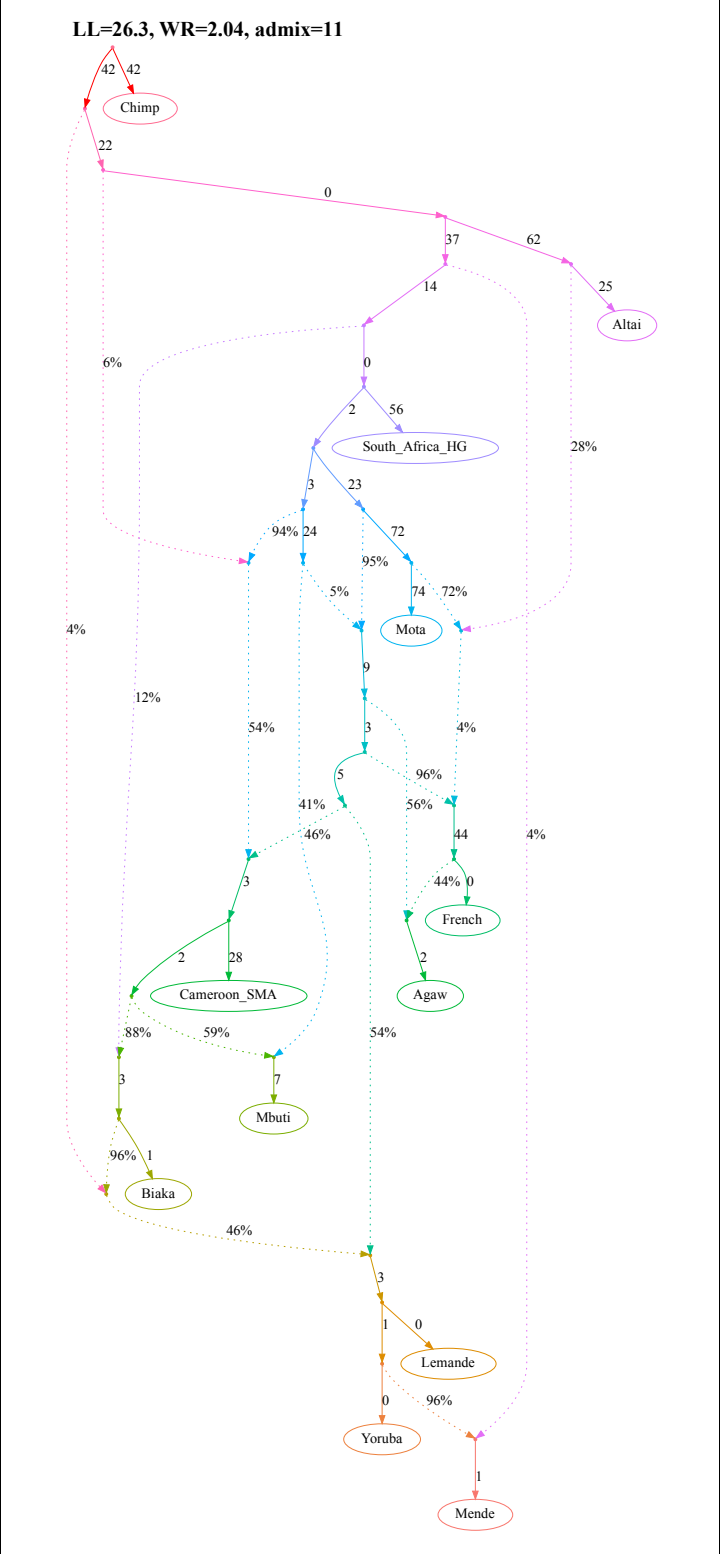 LL=26.3, WR=2.04, admix=11
42 42
Chimp
22
0
37 62
14 25
Altai
6% 0
2 56
South_Africa_HG
28%
3 23
94% 24 72
95%
5% 74 72%
4% Mota
9
12%
54% 3 4%
5 96%
41% 56%
46% 44 4%
3 44% 0
French
2 28 2
Cameroon_SMA Agaw
88% 59% 54%
3 7
Mbuti
96% 1
Biaka
46%
3
1 0
Lemande
0 96%
Yoruba
1
Mende